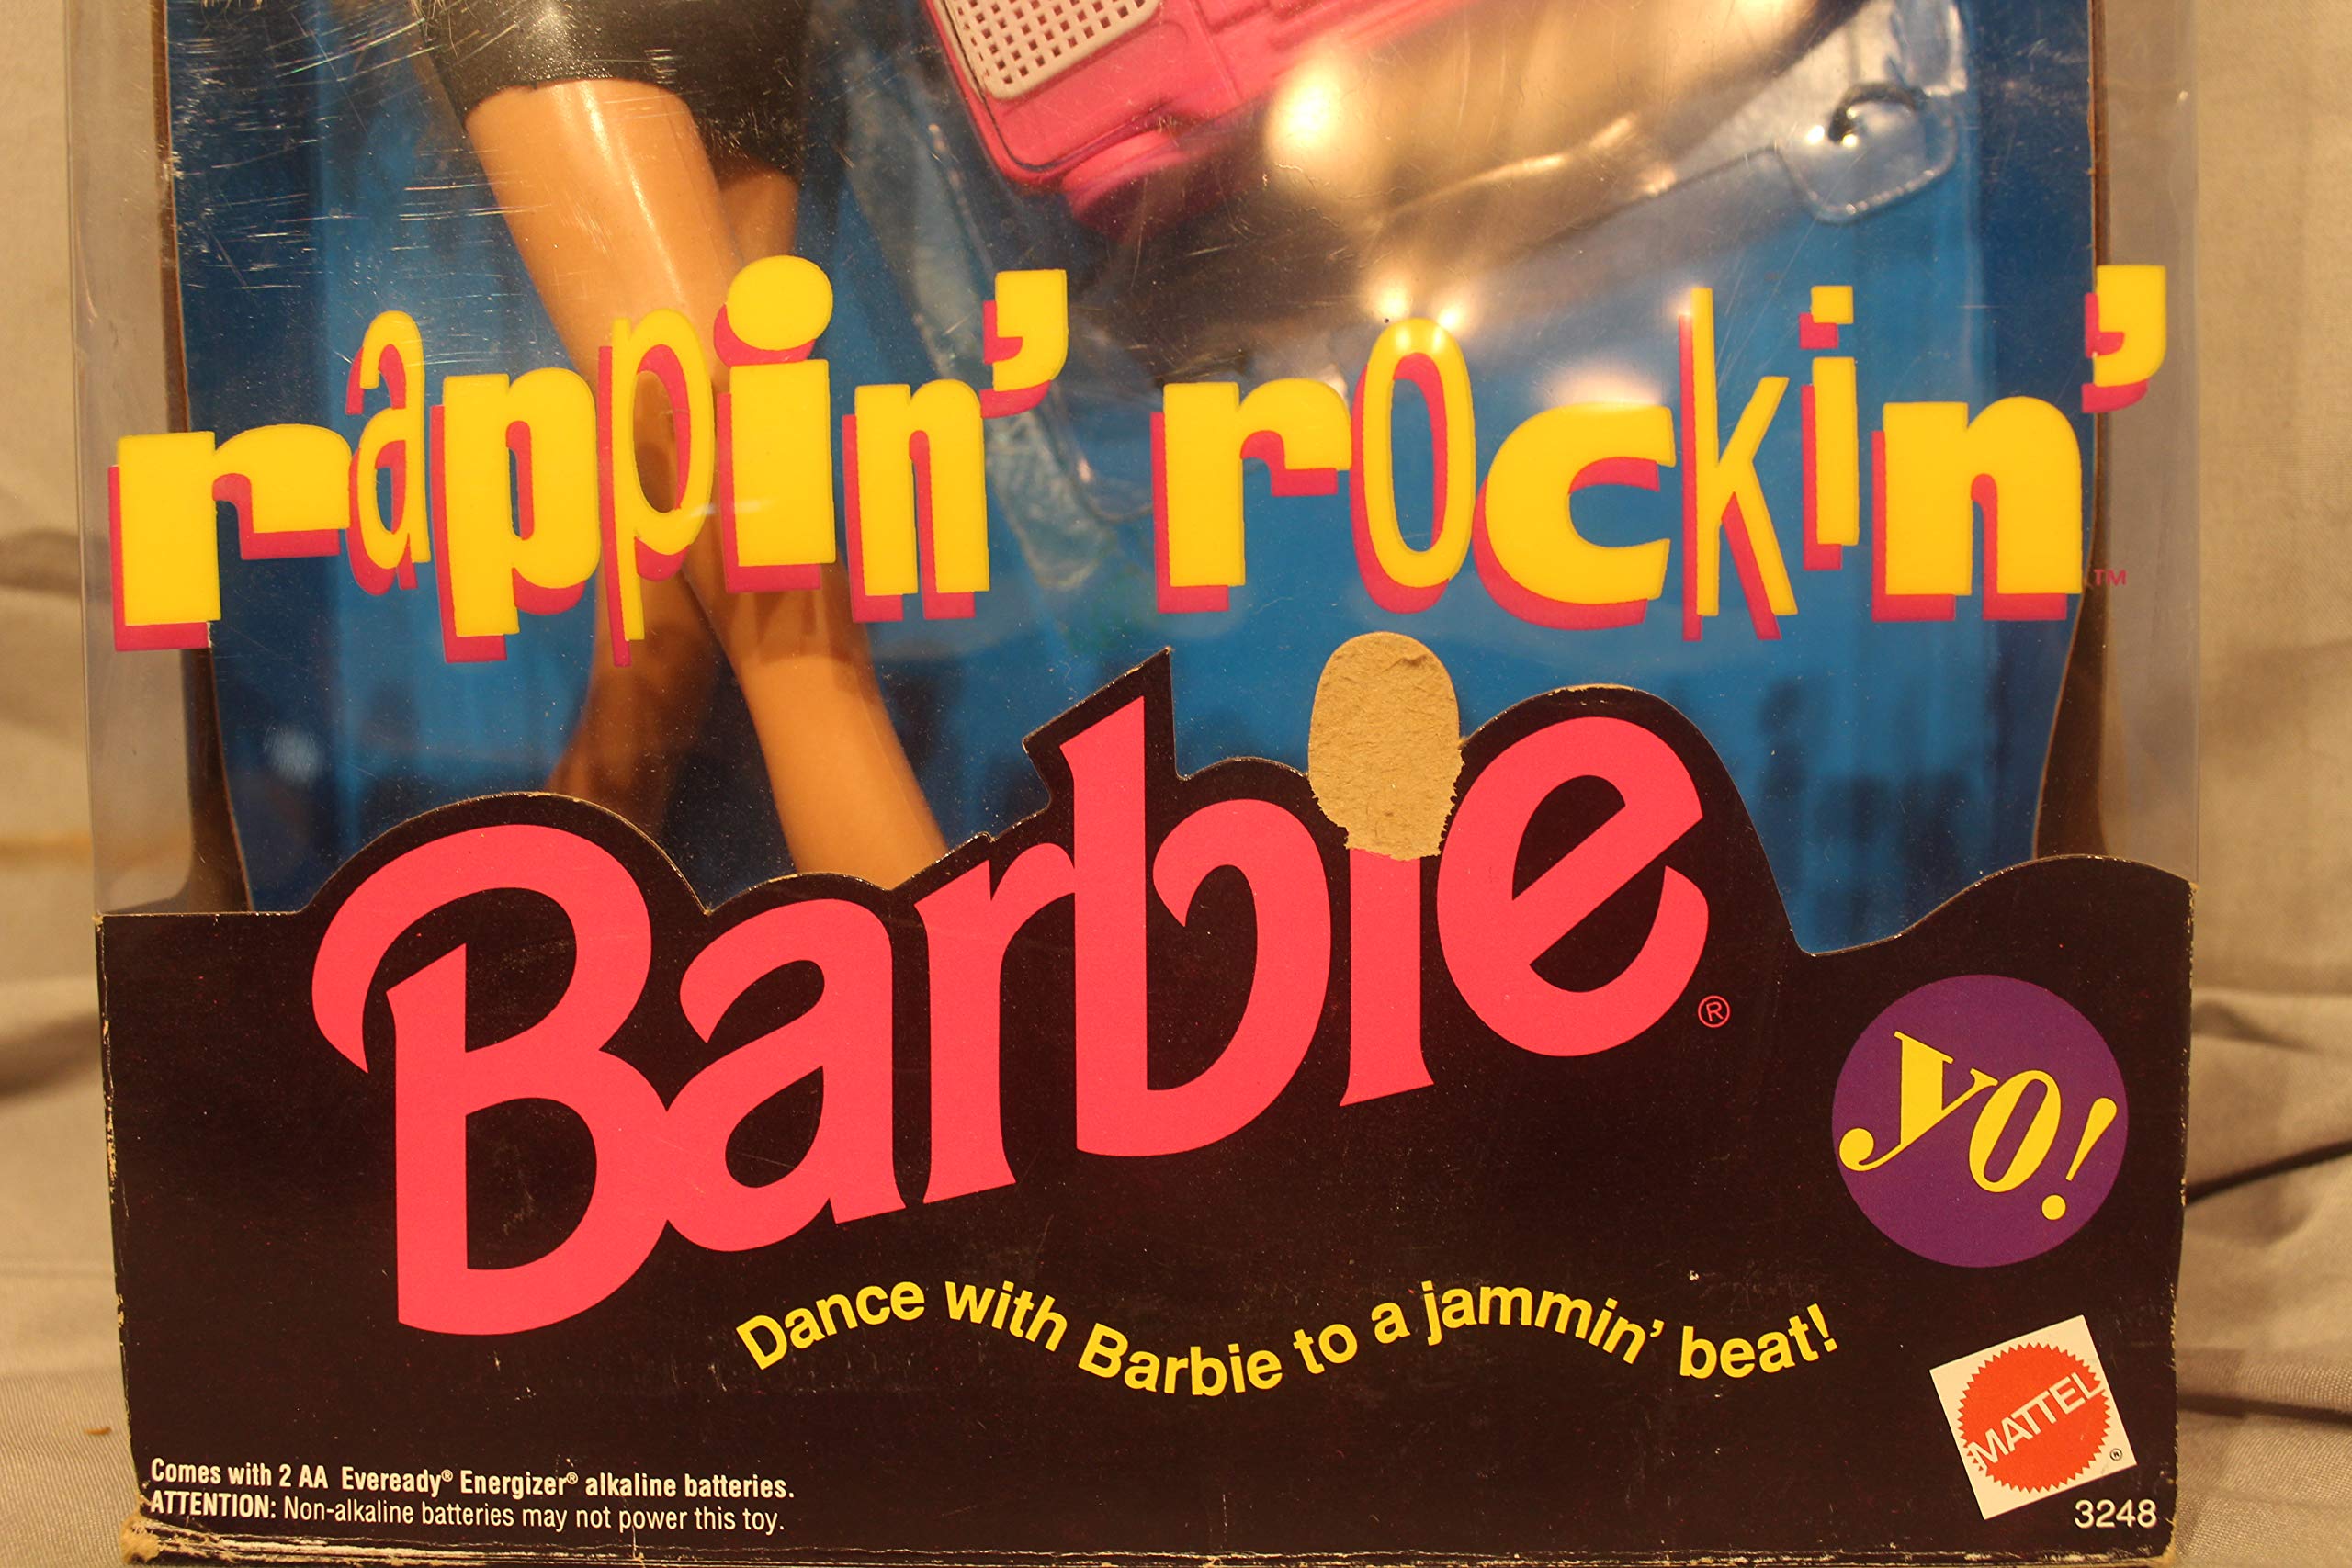 rappin' rockin'™
Barbie®
yo!
Dance with Barbie to a jammin' beat!
MATTEL®
Comes with 2 AA Eveready® Energizer® alkaline batteries.
ATTENTION: Non-alkaline batteries may not power this toy.
3248